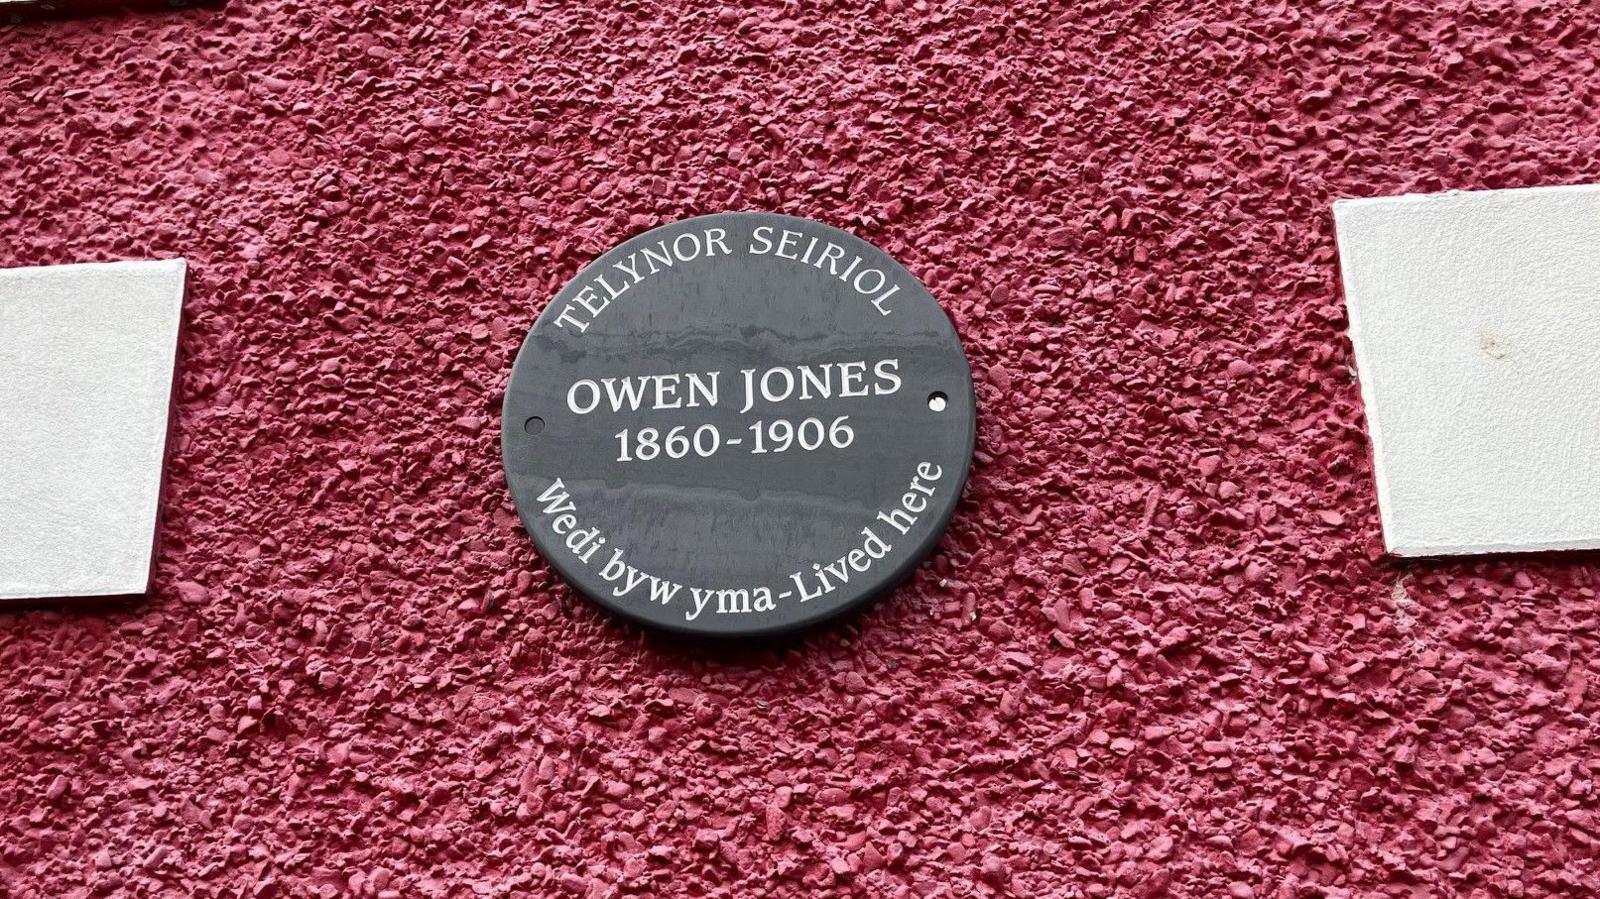 TELYNOR SEIRIOL
OWEN JONES
1860-1906
Wedi byw yma-Lived here